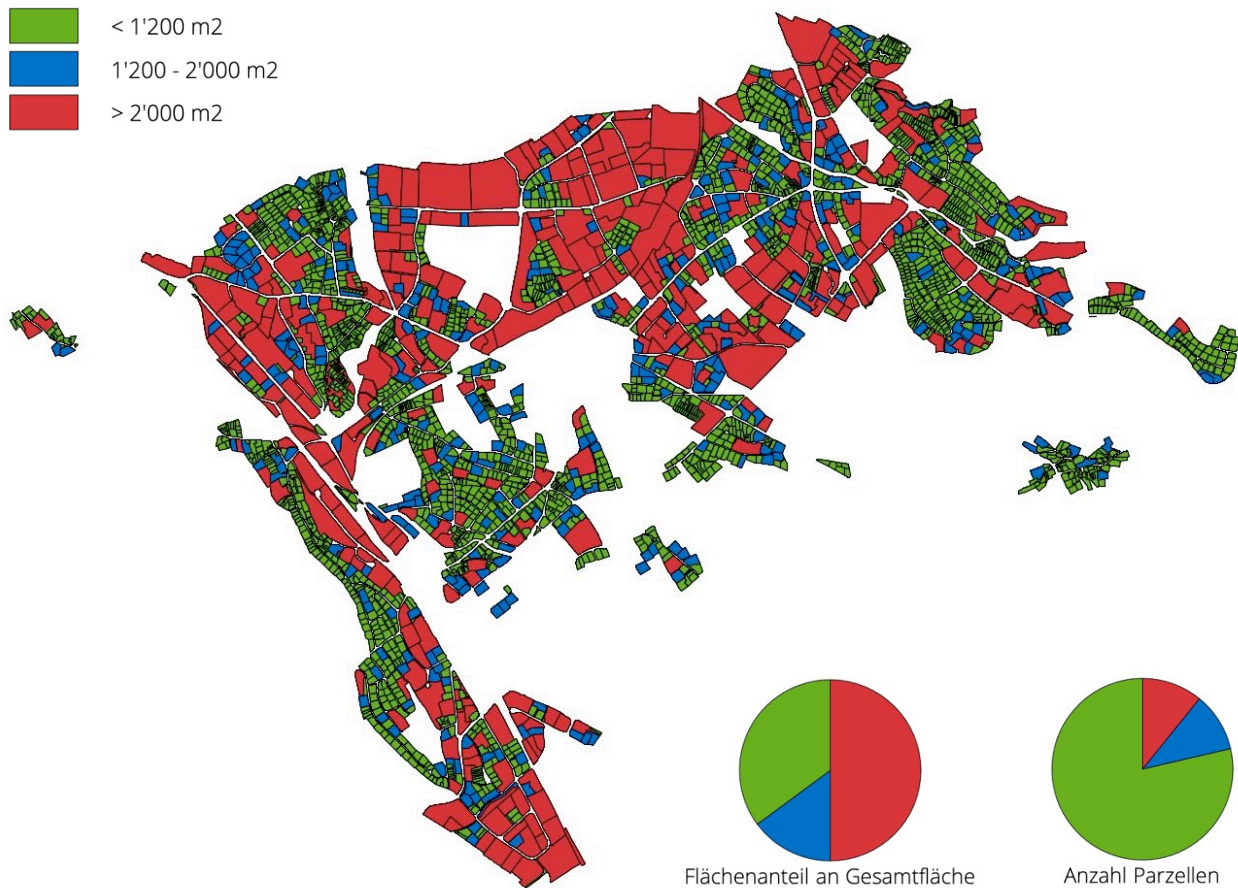 < 1'200 m2
1'200 - 2'000 m2
> 2'000 m2
Flächenanteil an Gesamtfläche
Anzahl Parzellen